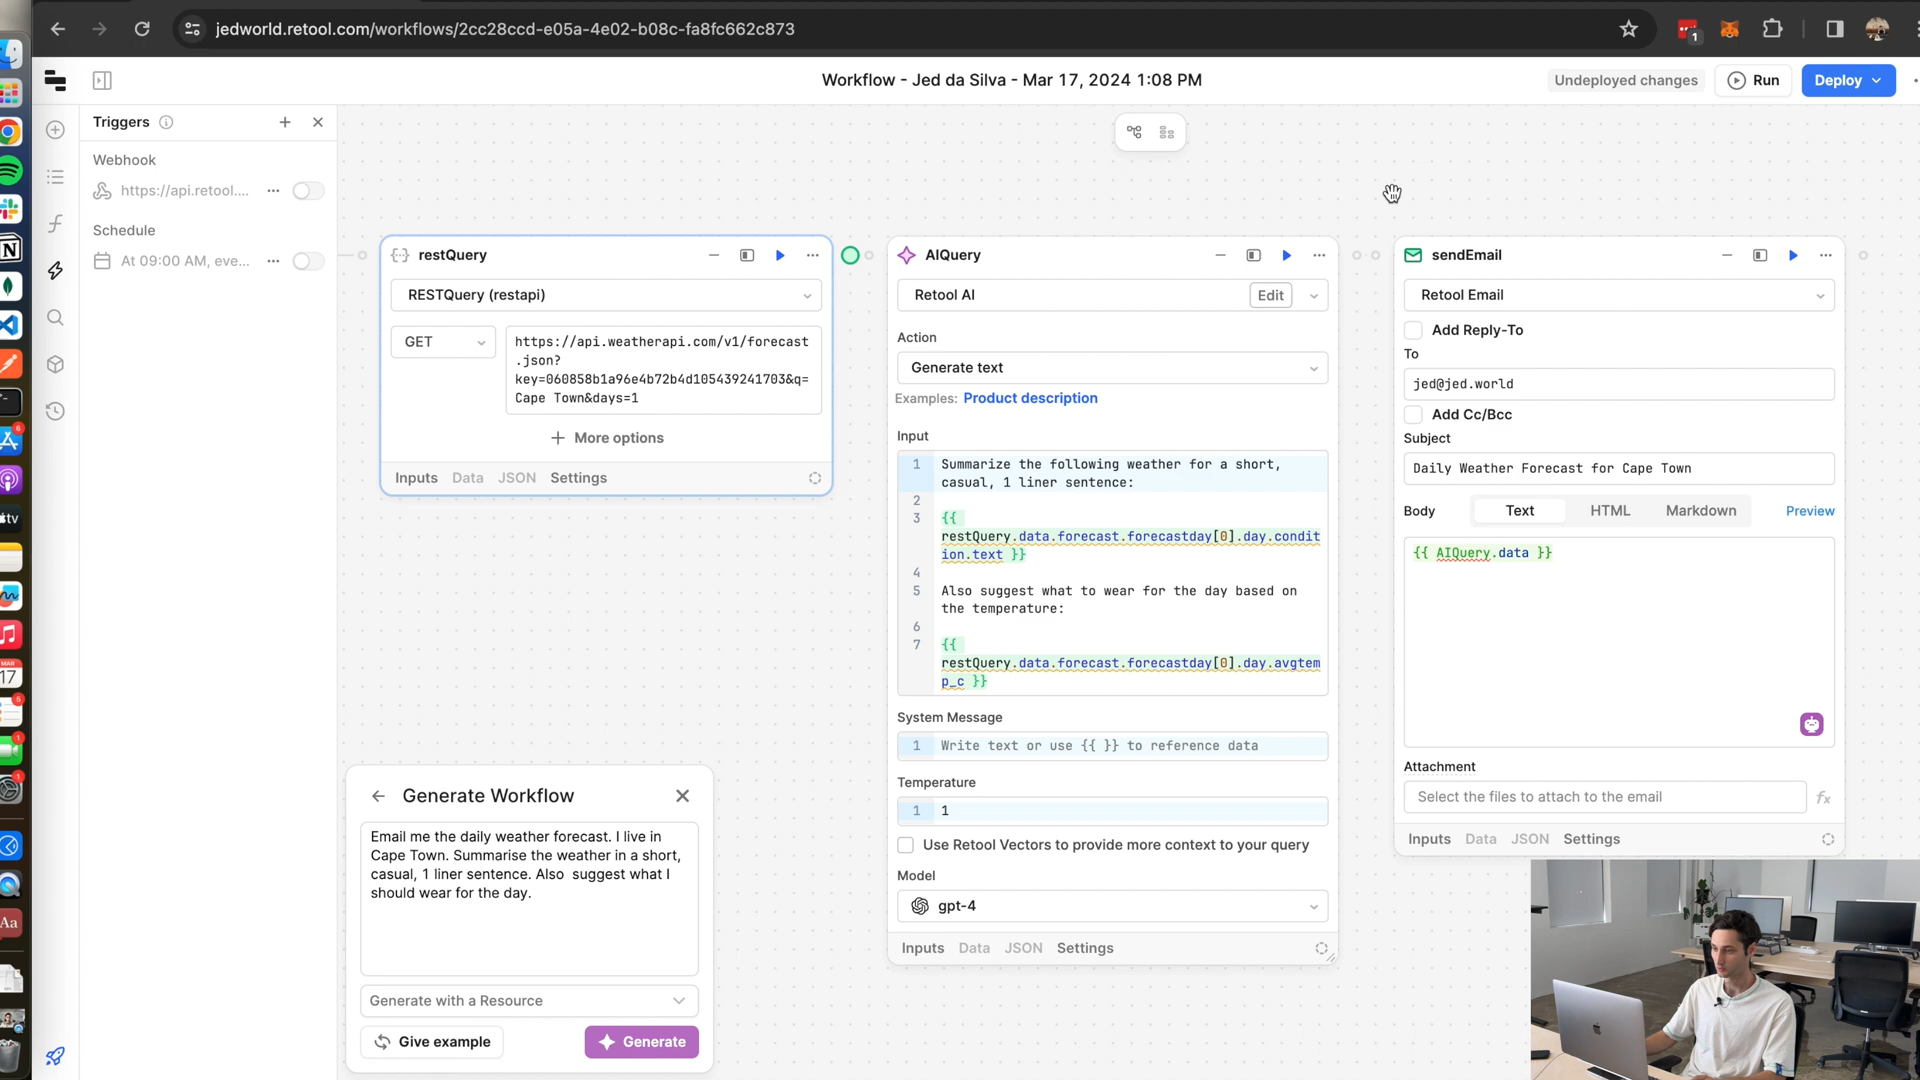 jedworld.retool.com/workflows/2cc28ccd-e05a-4e02-b08c-fa8fc662c873
1
Workflow - Jed da Silva - Mar 17, 2024 1:08 PM
Undeployed changes
Run
Deploy
Triggers
Webhook
https://api.retool....
Schedule
At 09:00 AM, eve...
restQuery
RESTQuery (restapi)
GET
https://api.weatherapi.com/v1/forecast
.json?
key=060858b1a96e4b72b4d105439241703&q=
Cape Town&days=1
+ More options
Inputs Data JSON Settings
AIQuery
Retool AI
Edit
Action
Generate text
Examples: Product description
Input
1 Summarize the following weather for a short,
casual, 1 liner sentence:
2
3 {{
restQuery.data.forecast.forecastday[0].day.condit
ion.text }}
4
5 Also suggest what to wear for the day based on
the temperature:
6
7 {{
restQuery.data.forecast.forecastday[0].day.avgtem
p_c }}
System Message
1 Write text or use {{ }} to reference data
Temperature
1 1
Use Retool Vectors to provide more context to your query
Model
gpt-4
Inputs Data JSON Settings
sendEmail
Retool Email
Add Reply-To
To
jed@jed.world
Add Cc/Bcc
Subject
Daily Weather Forecast for Cape Town
Body
Text
HTML
Markdown
Preview
{{ AIQuery.data }}
Attachment
Select the files to attach to the email
fx
Inputs Data JSON Settings
Generate Workflow
Email me the daily weather forecast. I live in
Cape Town. Summarise the weather in a short,
casual, 1 liner sentence. Also suggest what I
should wear for the day.
Generate with a Resource
Give example
Generate
N
6
tv
MAR
17
6
1
1
Aa